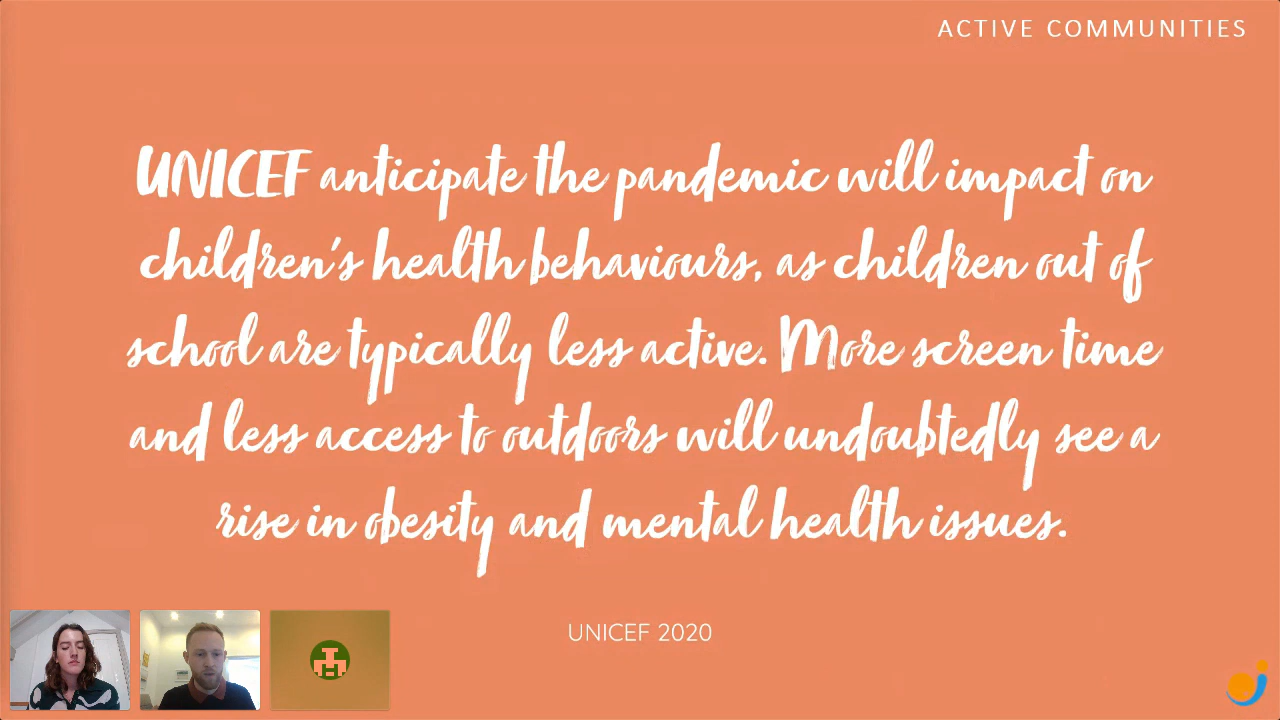 ACTIVE COMMUNITIES
UNICEF anticipate the pandemic will impact on
children's health behaviours, as children out of
school are typically less active. More screen time
and less access to outdoors will undoubtedly see a
rise in obesity and mental health issues.
UNICEF 2020